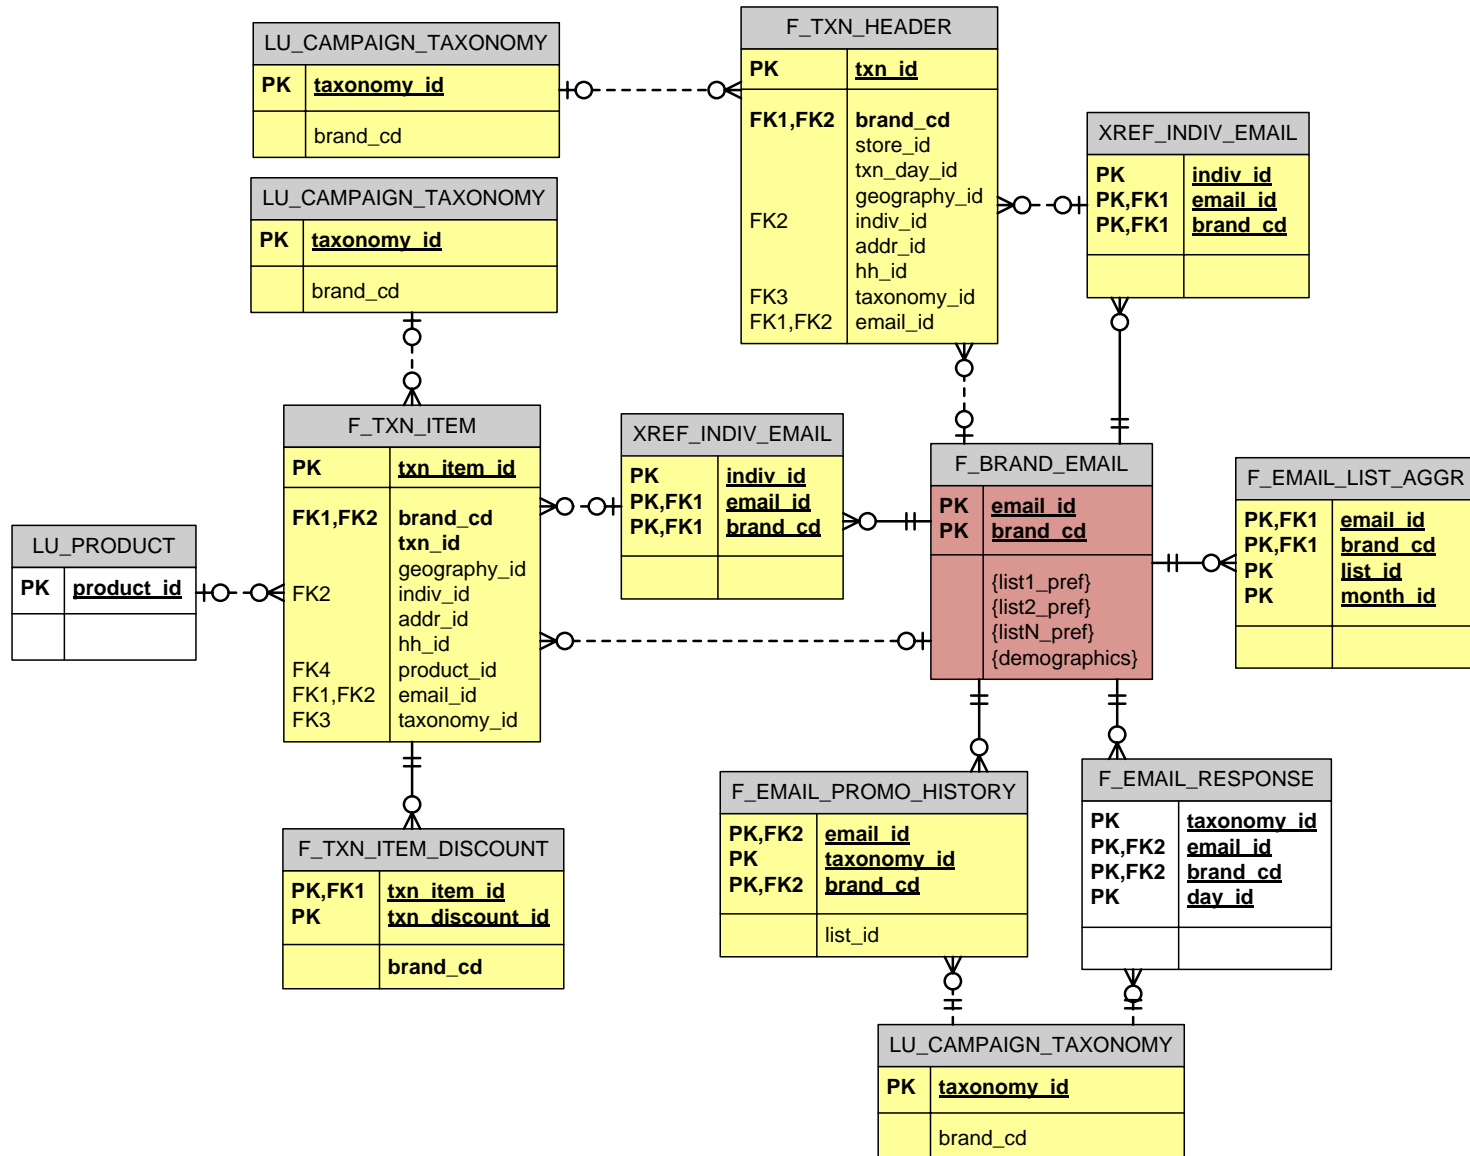 LU_CAMPAIGN_TAXONOMY
PK taxonomy_id
brand_cd
F_TXN_HEADER
PK txn_id
FK1,FK2 brand_cd
store_id
txn_day_id
geography_id
FK2 indiv_id
addr_id
hh_id
FK3 taxonomy_id
FK1,FK2 email_id
XREF_INDIV_EMAIL
PK indiv_id
PK,FK1 email_id
PK,FK1 brand_cd
LU_CAMPAIGN_TAXONOMY
PK taxonomy_id
brand_cd
F_TXN_ITEM
PK txn_item_id
FK1,FK2 brand_cd
txn_id
geography_id
FK2 indiv_id
addr_id
hh_id
FK4 product_id
FK1,FK2 email_id
FK3 taxonomy_id
XREF_INDIV_EMAIL
PK indiv_id
PK,FK1 email_id
PK,FK1 brand_cd
F_BRAND_EMAIL
PK email_id
PK brand_cd
{list1_pref}
{list2_pref}
{listN_pref}
{demographics}
F_EMAIL_LIST_AGGR
PK,FK1 email_id
PK,FK1 brand_cd
PK list_id
PK month_id
LU_PRODUCT
PK product_id
F_TXN_ITEM_DISCOUNT
PK,FK1 txn_item_id
PK txn_discount_id
brand_cd
F_EMAIL_PROMO_HISTORY
PK,FK2 email_id
PK taxonomy_id
PK,FK2 brand_cd
list_id
F_EMAIL_RESPONSE
PK taxonomy_id
PK,FK2 email_id
PK,FK2 brand_cd
PK day_id
LU_CAMPAIGN_TAXONOMY
PK taxonomy_id
brand_cd